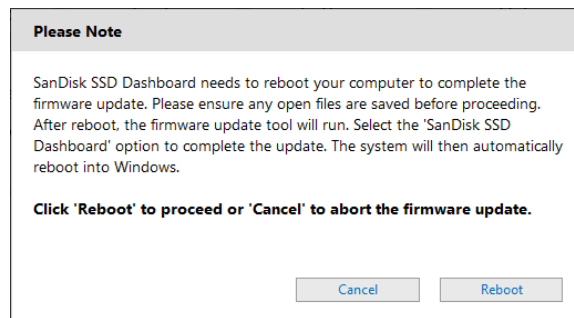 Please Note
SanDisk SSD Dashboard needs to reboot your computer to complete the
firmware update. Please ensure any open files are saved before proceeding.
After reboot, the firmware update tool will run. Select the 'SanDisk SSD
Dashboard' option to complete the update. The system will then automatically
reboot into Windows.
Click 'Reboot' to proceed or 'Cancel' to abort the firmware update.
Cancel
Reboot